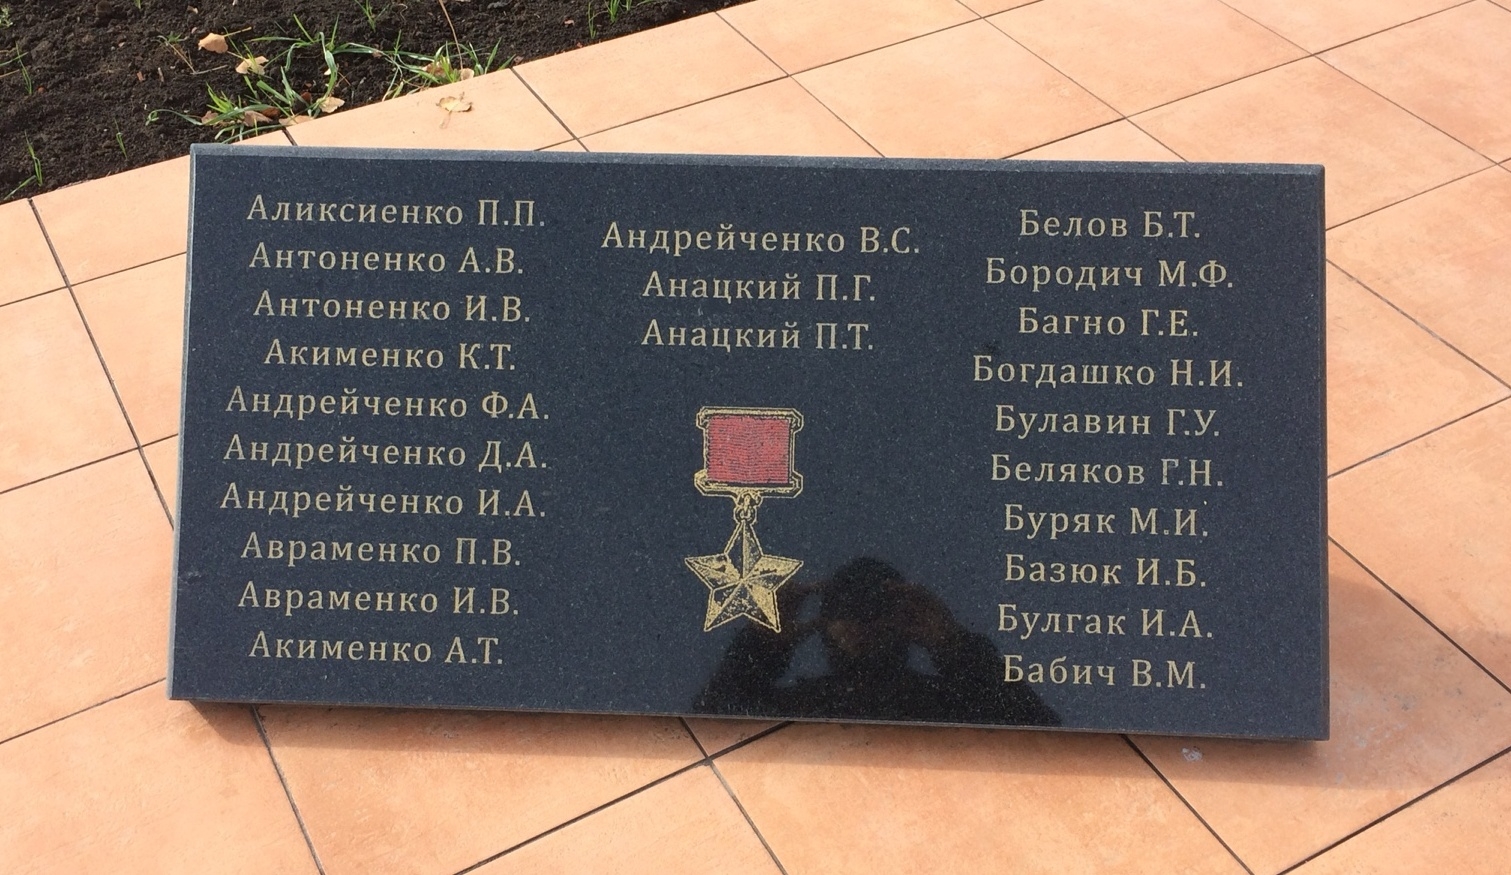 Аликсиенко П.П.
Антоненко А.В.
Антоненко И.В.
Акименко К.Т.
Андрейченко Ф.А.
Андрейченко Д.А.
Андрейченко И.А.
Авраменко П.В.
Авраменко И.В.
Акименко А.Т.
Андрейченко В.С.
Анацкий П.Г.
Анацкий П.Т.
Белов Б.Т.
Бородич М.Ф.
Багно Г.Е.
Богдашко Н.И.
Булавин Г.У.
Беляков Г.Н.
Буряк М.И.
Базюк И.Б.
Булгак И.А.
Бабич В.М.